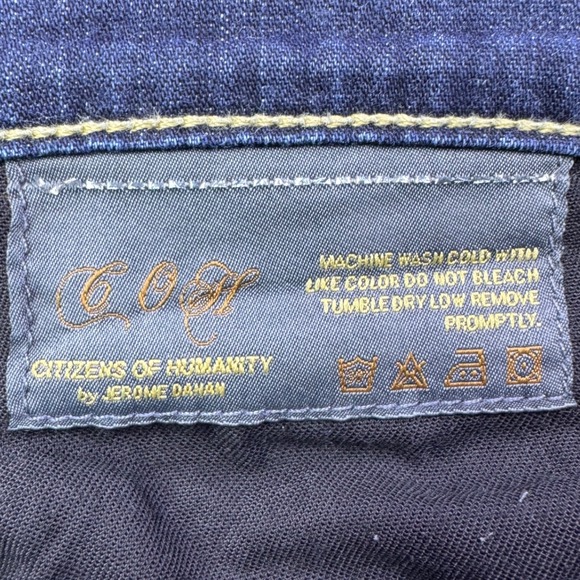 C O H
CITIZENS OF HUMANITY
by JEROME DAHAN
MACHINE WASH COLD WITH
LIKE COLOR DO NOT BLEACH
TUMBLE DRY LOW REMOVE
PROMPTLY.